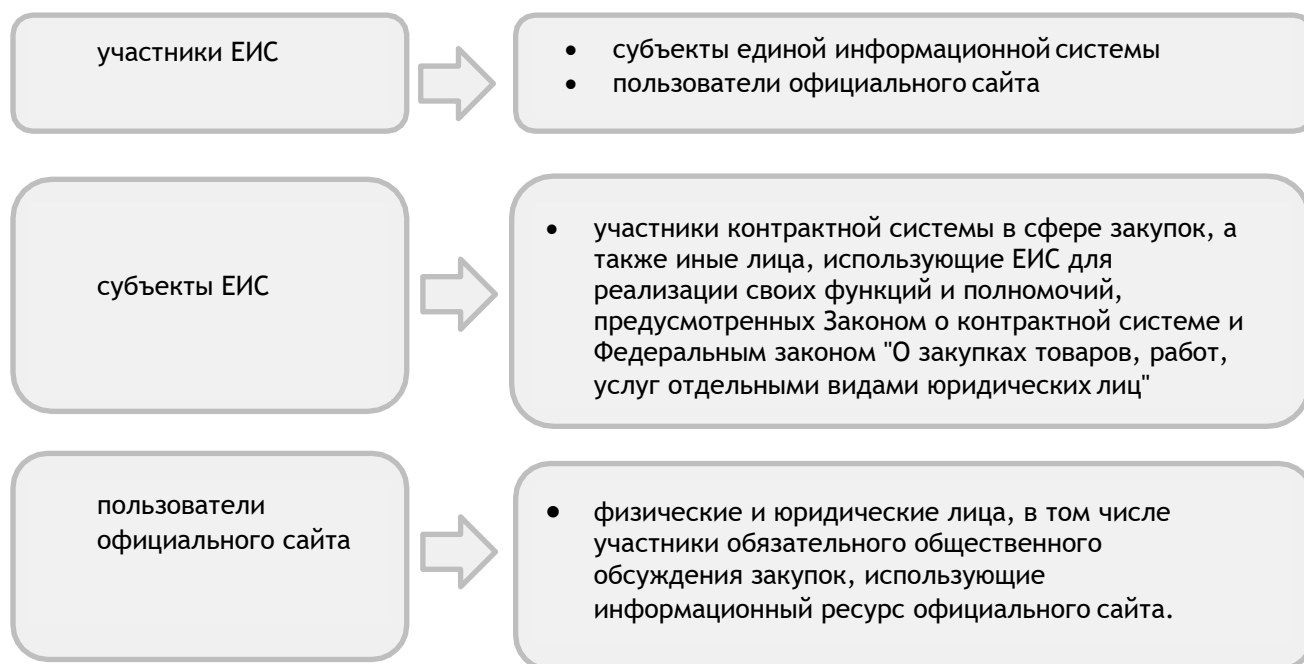 участники ЕИС
• субъекты единой информационной системы
• пользователи официального сайта
субъекты ЕИС
• участники контрактной системы в сфере закупок, а
также иные лица, использующие ЕИС для
реализации своих функций и полномочий,
предусмотренных Законом о контрактной системе и
Федеральным законом "О закупках товаров, работ,
услуг отдельными видами юридических лиц"
пользователи
официального сайта
• физические и юридические лица, в том числе
участники обязательного общественного
обсуждения закупок, использующие
информационный ресурс официального сайта.